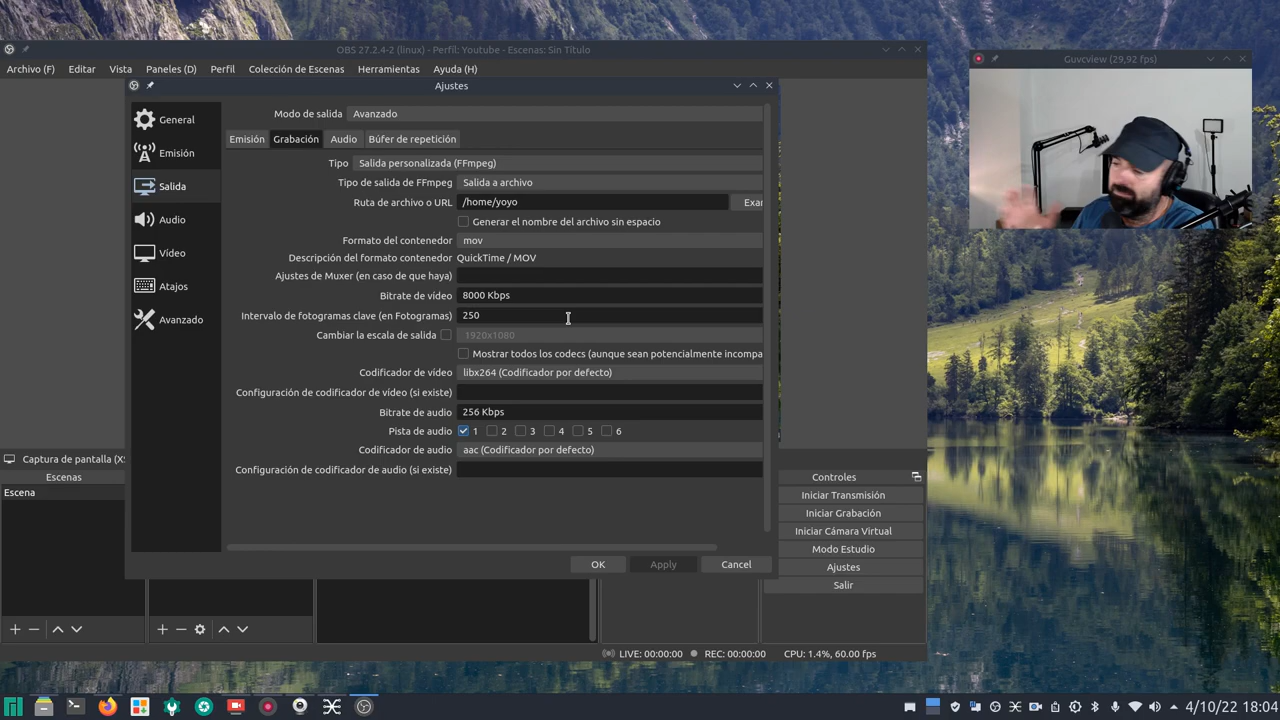 OBS 27.2.4-2 (linux) - Perfil: Youtube - Escenas: Sin Título
Archivo (F) Editar Vista Paneles (D) Perfil Colección de Escenas Herramientas Ayuda (H)
Guvcview (29,92 fps)
Ajustes
General
Emisión
Salida
Audio
Vídeo
Atajos
Avanzado
Modo de salida Avanzado
Emisión Grabación Audio Búfer de repetición
Tipo Salida personalizada (FFmpeg)
Tipo de salida de FFmpeg Salida a archivo
Ruta de archivo o URL /home/yoyo Exar
Generar el nombre del archivo sin espacio
Formato del contenedor mov
Descripción del formato contenedor QuickTime / MOV
Ajustes de Muxer (en caso de que haya)
Bitrate de vídeo 8000 Kbps
Intervalo de fotogramas clave (en Fotogramas) 250
Cambiar la escala de salida 1920x1080
Mostrar todos los codecs (aunque sean potencialmente incompa
Codificador de vídeo libx264 (Codificador por defecto)
Configuración de codificador de vídeo (si existe)
Bitrate de audio 256 Kbps
Pista de audio 1 2 3 4 5 6
Codificador de audio aac (Codificador por defecto)
Configuración de codificador de audio (si existe)
OK Apply Cancel
Captura de pantalla (XS
Escenas
Escena
Controles
Iniciar Transmisión
Iniciar Grabación
Iniciar Cámara Virtual
Modo Estudio
Ajustes
Salir
LIVE: 00:00:00 REC: 00:00:00 CPU: 1.4%, 60.00 fps
4/10/22 18:04